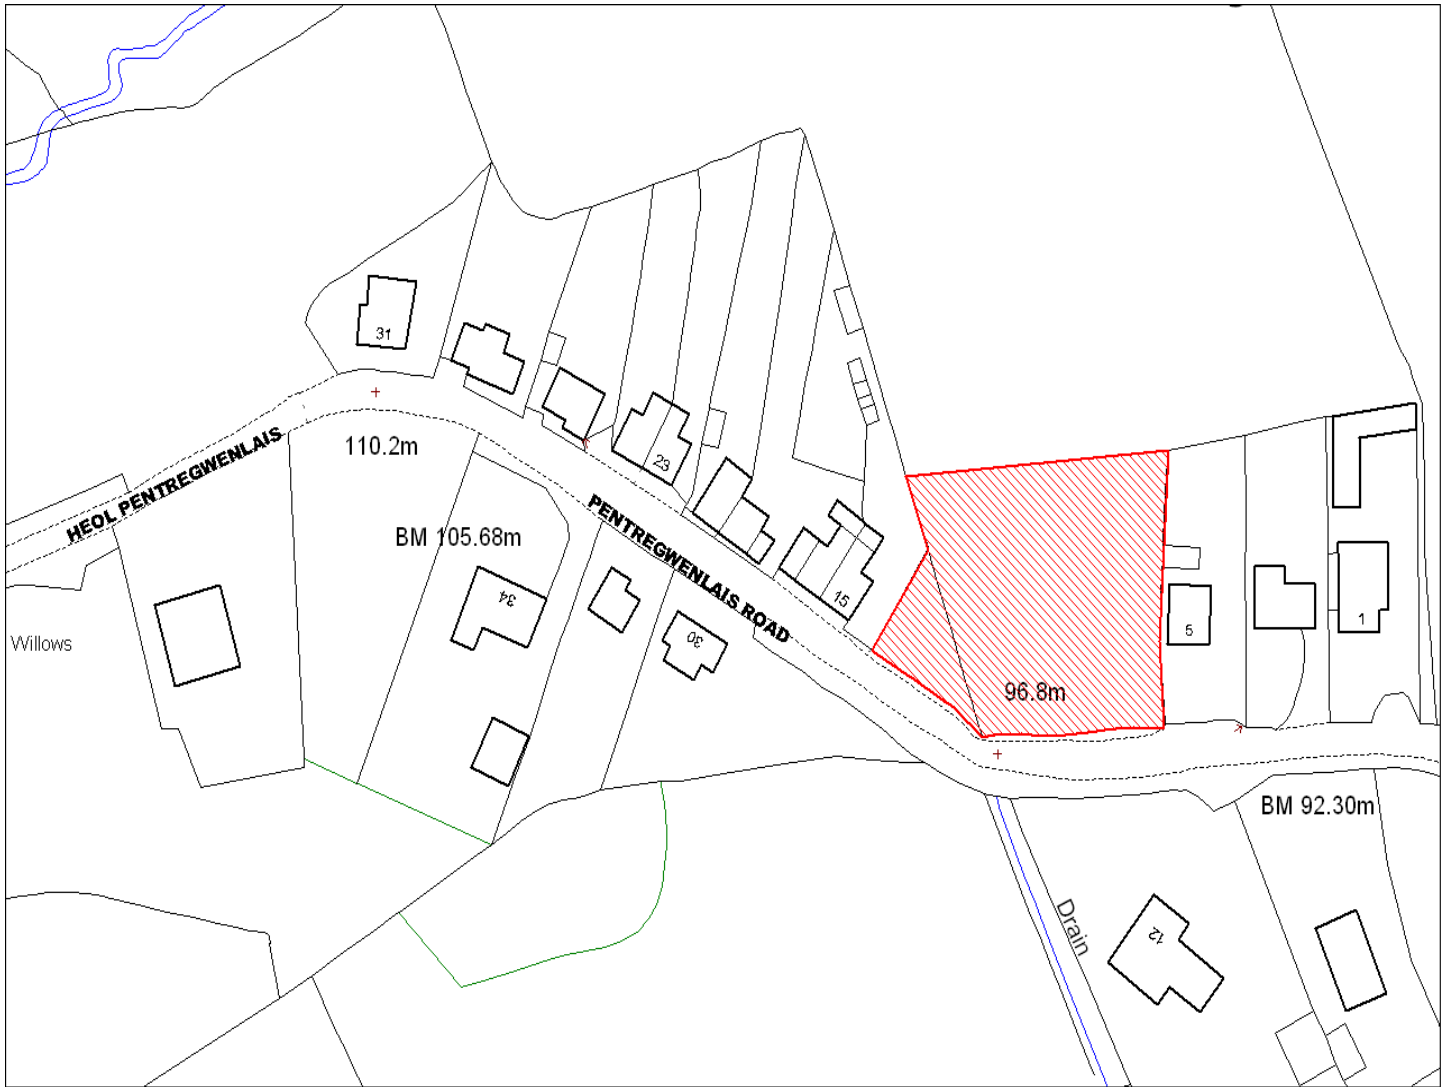 31
110.2m
HEOL PENTREGWENLAIS
23
BM 105.68m
PENTREGWENLAIS ROAD
34
15
30
Willows
5
1
96.8m
BM 92.30m
Drain
12